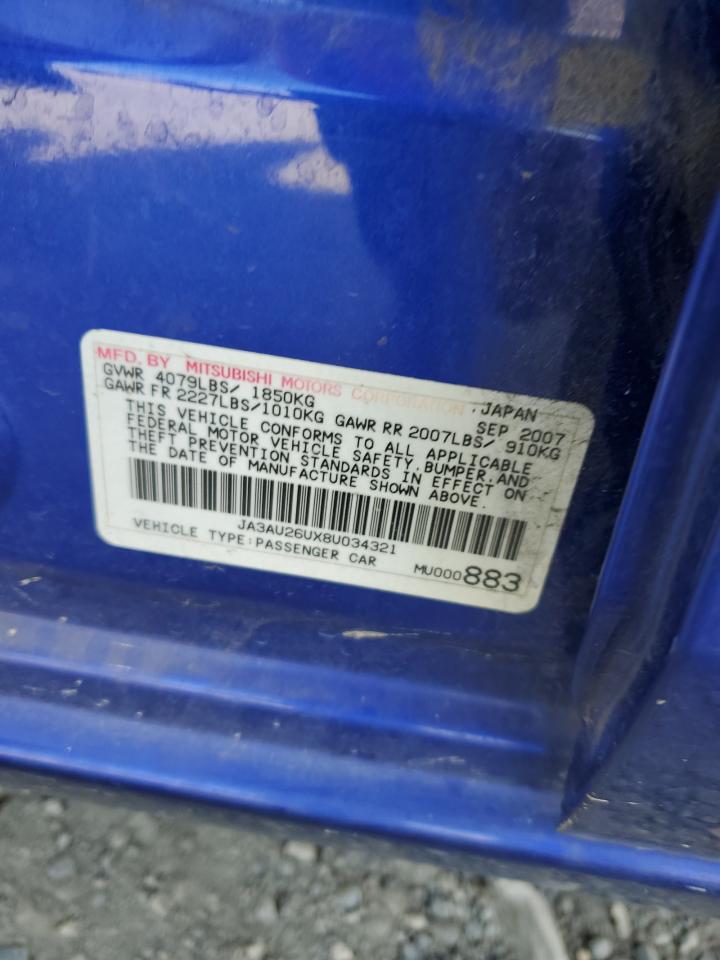 MFD. BY MITSUBISHI MOTORS CORPORATION. JAPAN
GVWR 4079LBS/ 1850KG SEP 2007
GAWR FR 2227LBS/1010KG GAWR RR 2007LBS/ 910KG
THIS VEHICLE CONFORMS TO ALL APPLICABLE
FEDERAL MOTOR VEHICLE SAFETY, BUMPER, AND
THEFT PREVENTION STANDARDS IN EFFECT ON
THE DATE OF MANUFACTURE SHOWN ABOVE.
JA3AU26UX8U034321
VEHICLE TYPE:PASSENGER CAR MU000883